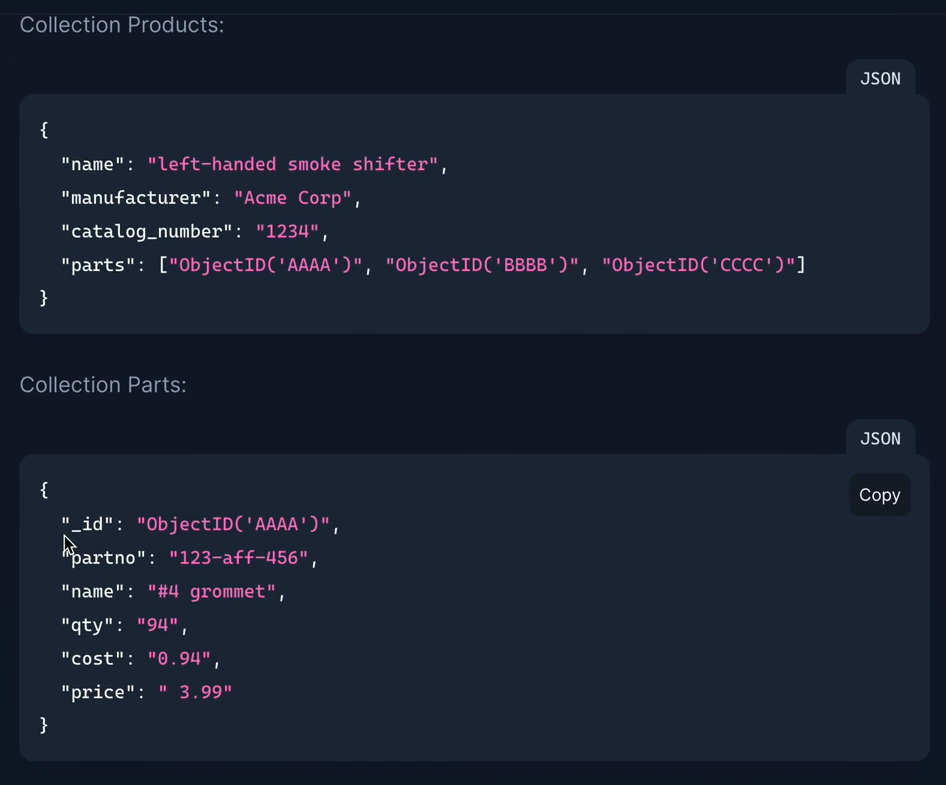 Collection Products:
JSON
{
"name": "left-handed smoke shifter",
"manufacturer": "Acme Corp",
"catalog_number": "1234",
"parts": ["ObjectID('AAAA')", "ObjectID('BBBB')", "ObjectID('CCCC')"]
}
Collection Parts:
JSON
{
Copy
"_id": "ObjectID('AAAA')",
"partno": "123-aff-456",
"name": "#4 grommet",
"qty": "94",
"cost": "0.94",
"price": " 3.99"
}